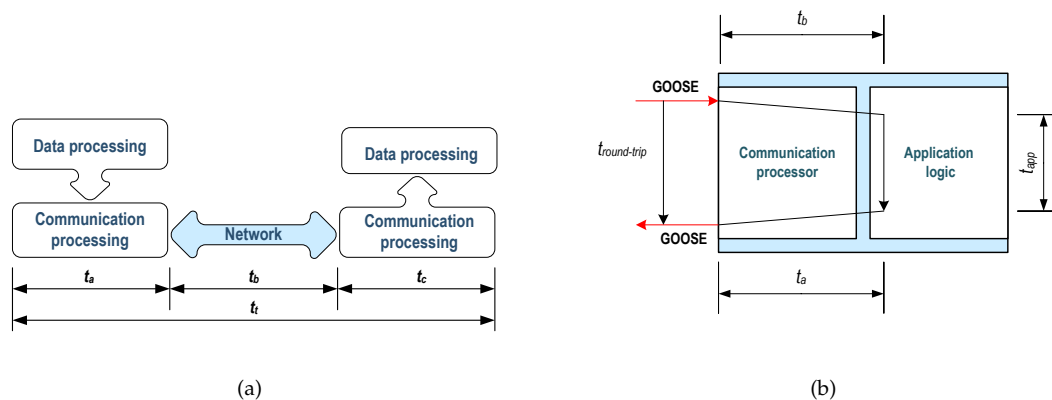 Data processing
Communication
processing
Network
Data processing
Communication
processing
ta
tb
tc
tt
(a)
tb
GOOSE
tround-trip
Communication
processor
Application
logic
tapp
GOOSE
ta
(b)